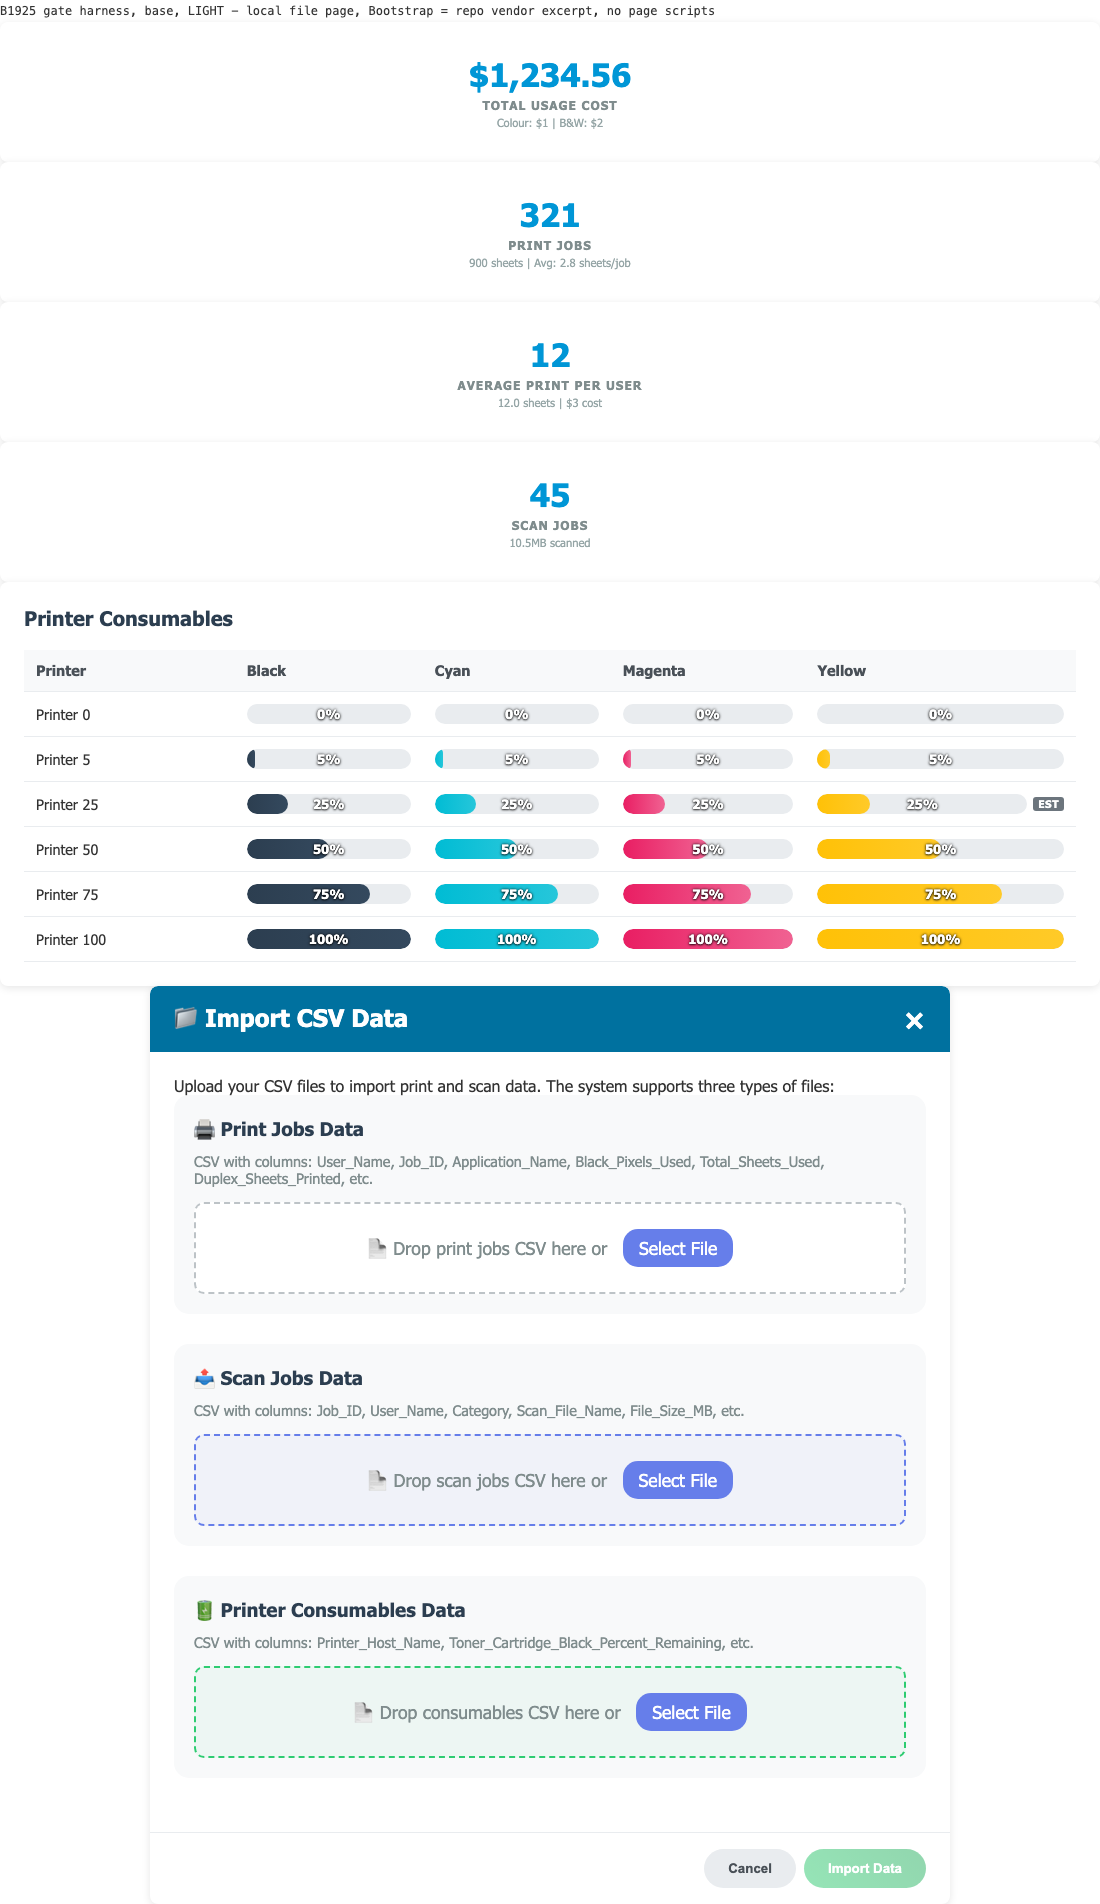 B1925 gate harness, base, LIGHT — local file page, Bootstrap = repo vendor excerpt, no page scripts
$1,234.56
TOTAL USAGE COST
Colour: $1 | B&W: $2
321
PRINT JOBS
900 sheets | Avg: 2.8 sheets/job
12
AVERAGE PRINT PER USER
12.0 sheets | $3 cost
45
SCAN JOBS
10.5MB scanned
Printer Consumables
Printer Black Cyan Magenta Yellow
Printer 0 0% 0% 0% 0%
Printer 5 5% 5% 5% 5%
Printer 25 25% 25% 25% 25% EST
Printer 50 50% 50% 50% 50%
Printer 75 75% 75% 75% 75%
Printer 100 100% 100% 100% 100%
Import CSV Data ×
Upload your CSV files to import print and scan data. The system supports three types of files:
Print Jobs Data
CSV with columns: User_Name, Job_ID, Application_Name, Black_Pixels_Used, Total_Sheets_Used,
Duplex_Sheets_Printed, etc.
Drop print jobs CSV here or Select File
Scan Jobs Data
CSV with columns: Job_ID, User_Name, Category, Scan_File_Name, File_Size_MB, etc.
Drop scan jobs CSV here or Select File
Printer Consumables Data
CSV with columns: Printer_Host_Name, Toner_Cartridge_Black_Percent_Remaining, etc.
Drop consumables CSV here or Select File
Cancel Import Data